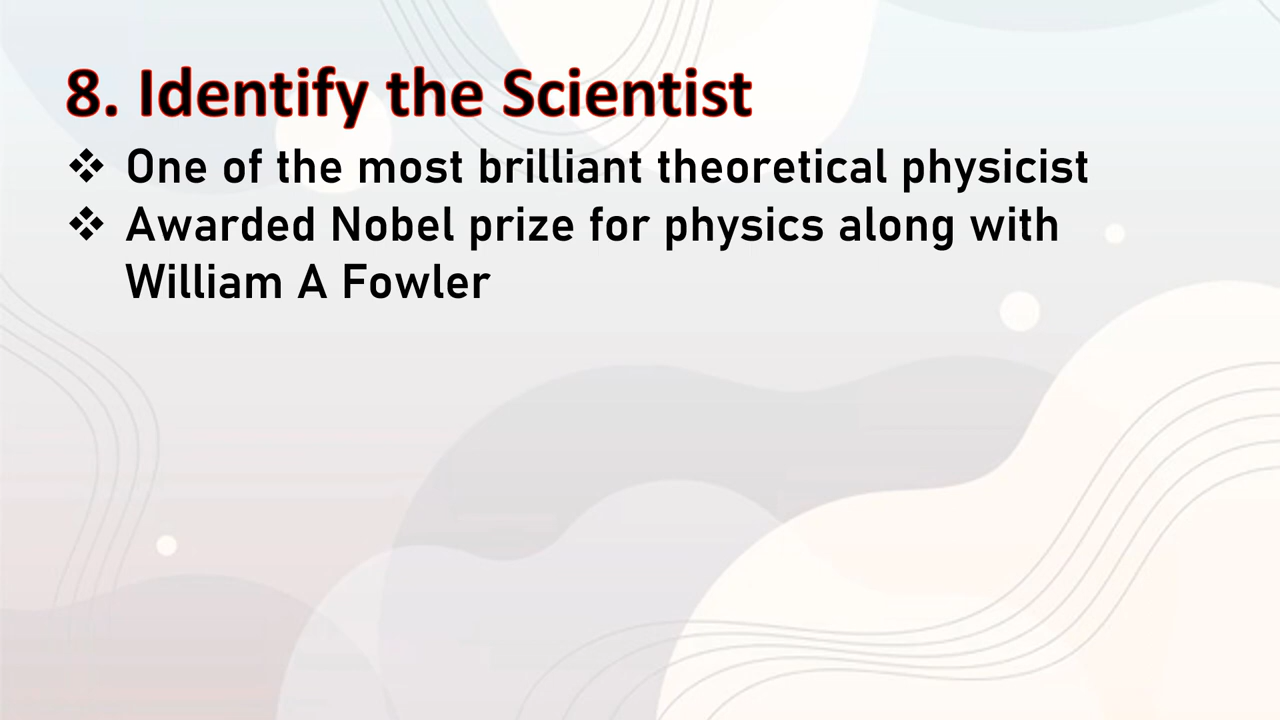 8. Identify the Scientist
❖ One of the most brilliant theoretical physicist
❖ Awarded Nobel prize for physics along with
William A Fowler